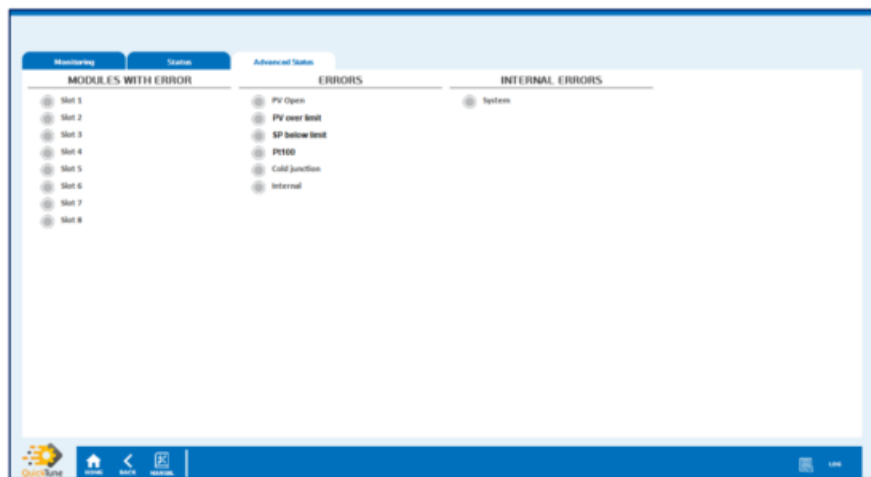 Monitoring
Status
Advanced Status
MODULES WITH ERROR
Slot 1
Slot 2
Slot 3
Slot 4
Slot 5
Slot 6
Slot 7
Slot 8
ERRORS
PV Open
PV over limit
SP below limit
Pt100
Cold junction
Internal
INTERNAL ERRORS
System
QuickTune
HOME
BACK
MANUAL
LOG